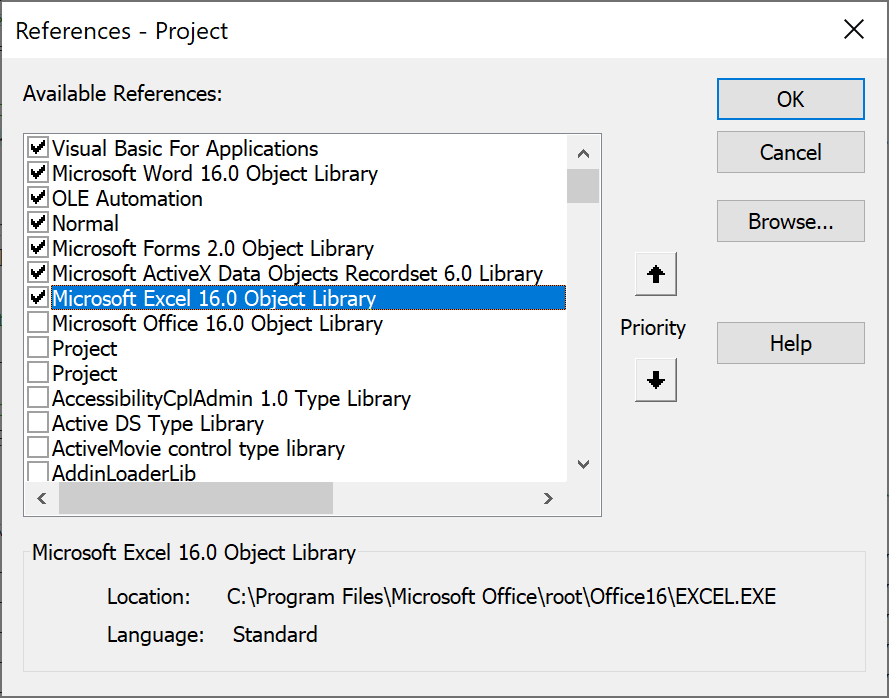 References - Project
Available References:
Visual Basic For Applications
Microsoft Word 16.0 Object Library
OLE Automation
Normal
Microsoft Forms 2.0 Object Library
Microsoft ActiveX Data Objects Recordset 6.0 Library
Microsoft Excel 16.0 Object Library
Microsoft Office 16.0 Object Library
Project
Project
AccessibilityCplAdmin 1.0 Type Library
Active DS Type Library
ActiveMovie control type library
AddinLoaderLib
Priority
OK
Cancel
Browse...
Help
Microsoft Excel 16.0 Object Library
Location: C:\Program Files\Microsoft Office\root\Office16\EXCEL.EXE
Language: Standard